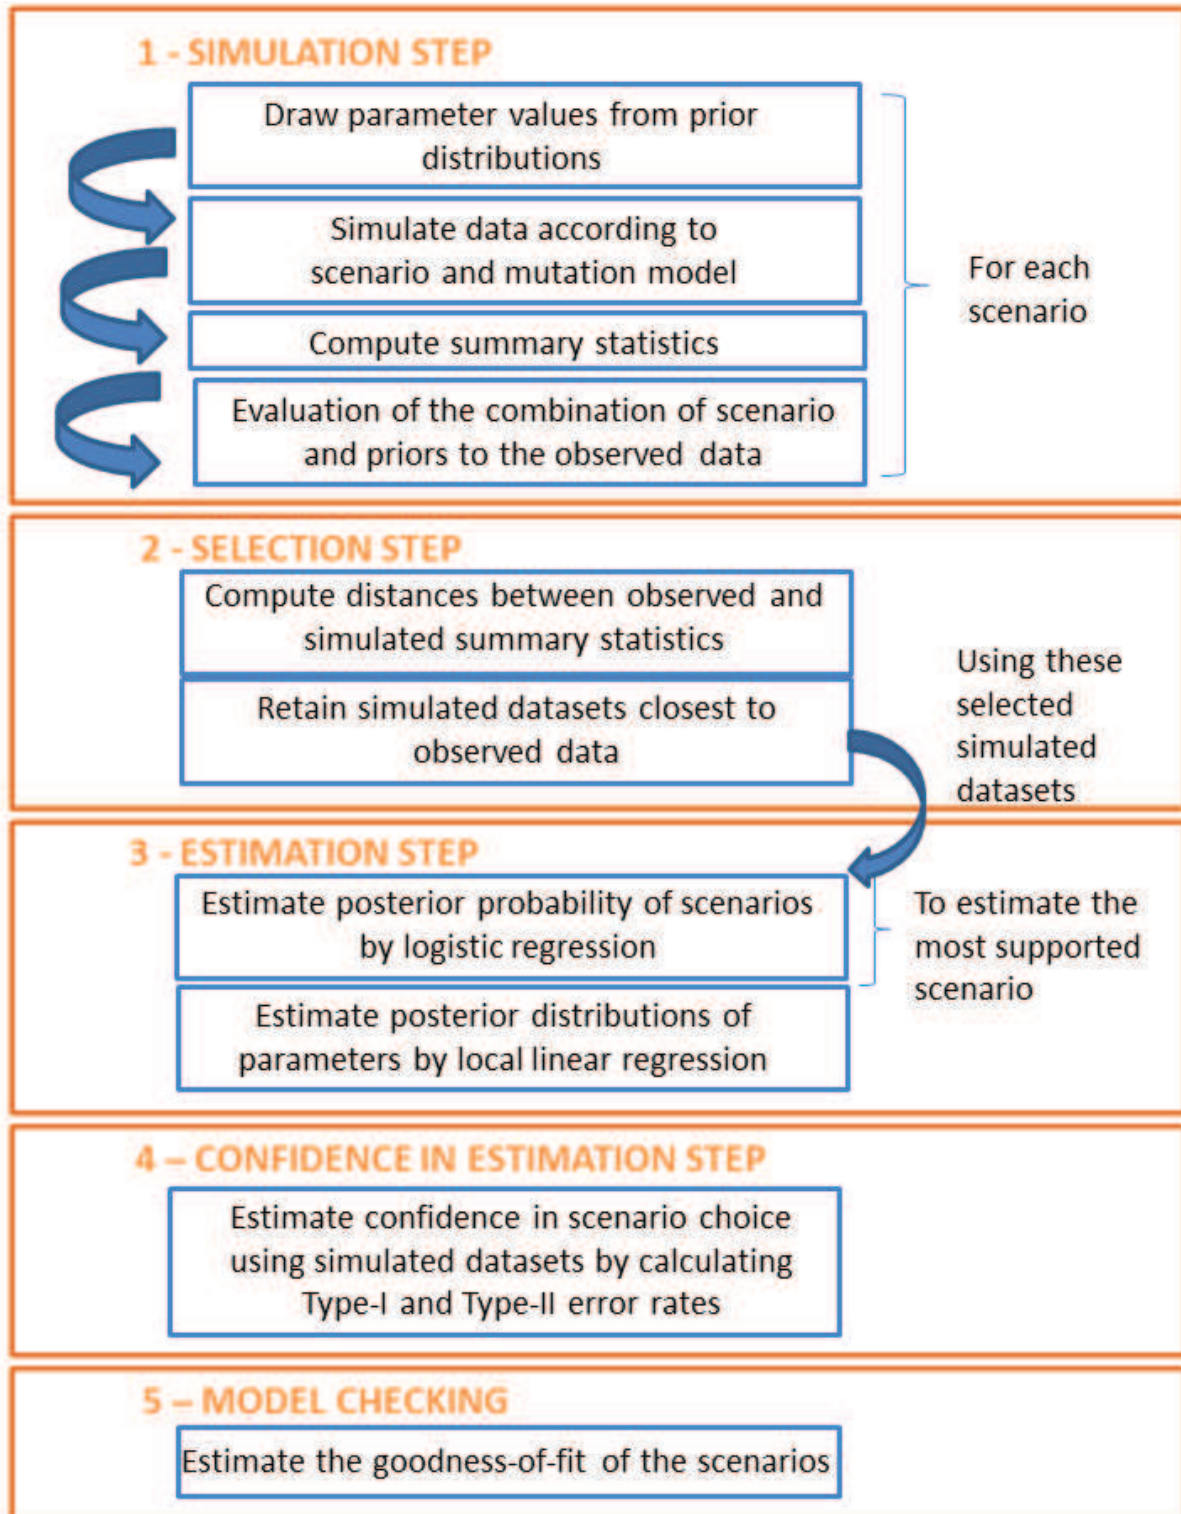 1 - SIMULATION STEP
Draw parameter values from prior
distributions
Simulate data according to
scenario and mutation model
Compute summary statistics
Evaluation of the combination of scenario
and priors to the observed data
For each
scenario
2 - SELECTION STEP
Compute distances between observed and
simulated summary statistics
Retain simulated datasets closest to
observed data
Using these
selected
simulated
datasets
3 - ESTIMATION STEP
Estimate posterior probability of scenarios
by logistic regression
To estimate the
most supported
scenario
Estimate posterior distributions of
parameters by local linear regression
4 – CONFIDENCE IN ESTIMATION STEP
Estimate confidence in scenario choice
using simulated datasets by calculating
Type-I and Type-II error rates
5 – MODEL CHECKING
Estimate the goodness-of-fit of the scenarios